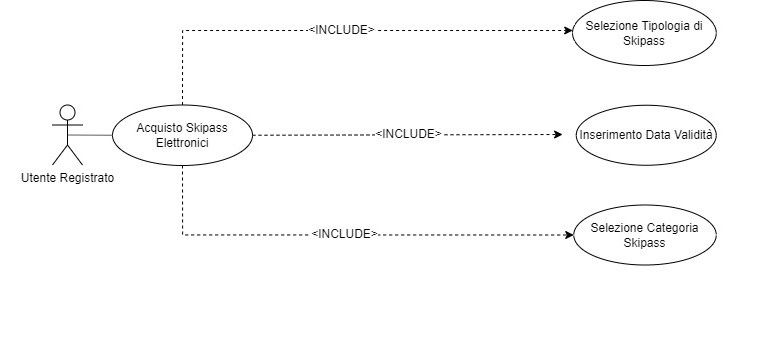 <INCLUDE>
Selezione Tipologia di
Skipass
Acquisto Skipass
Elettronici
<INCLUDE>
Inserimento Data Validità
Utente Registrato
<INCLUDE>
Selezione Categoria
Skipass